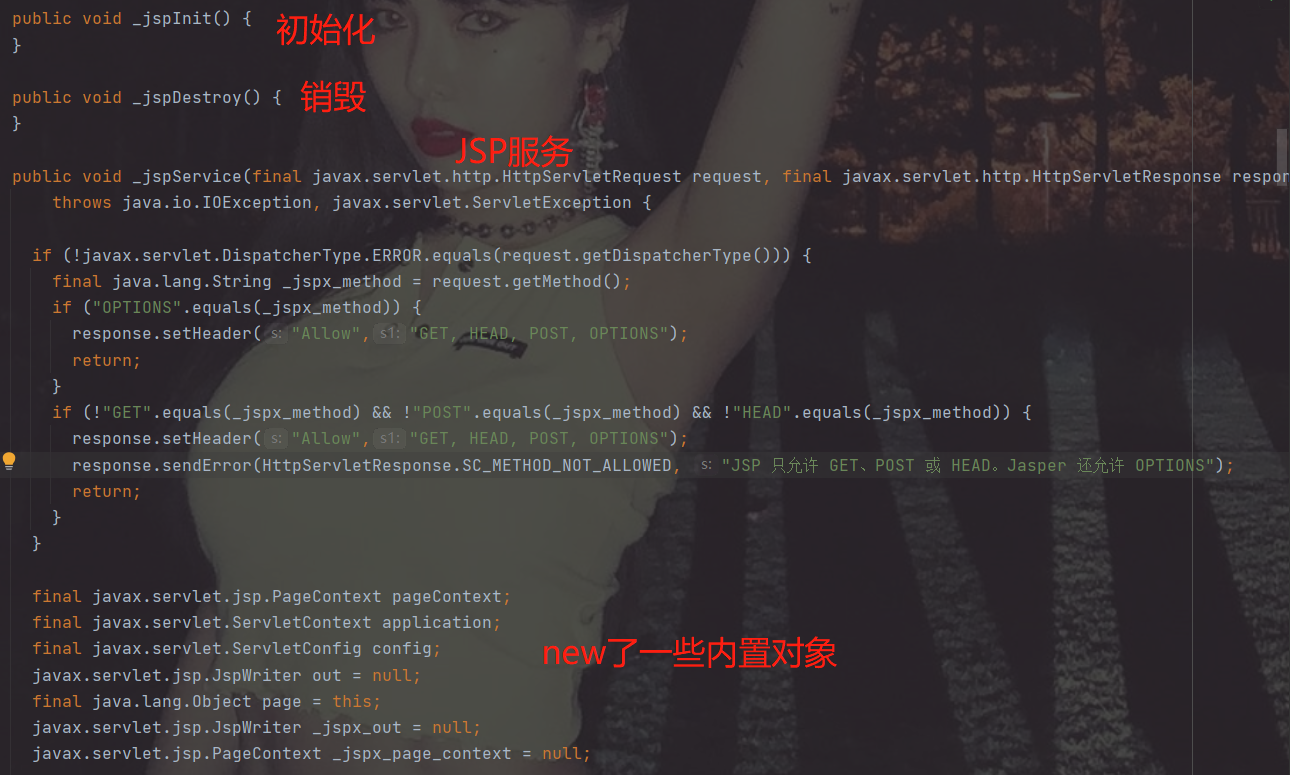 public void _jspInit() { 初始化
}
public void _jspDestroy() { 销毁
}
JSP服务
public void _jspService(final javax.servlet.http.HttpServletRequest request, final javax.servlet.http.HttpServletResponse respon
throws java.io.IOException, javax.servlet.ServletException {
if (!javax.servlet.DispatcherType.ERROR.equals(request.getDispatcherType())) {
final java.lang.String _jspx_method = request.getMethod();
if ("OPTIONS".equals(_jspx_method)) {
response.setHeader( s: "Allow", s1: "GET, HEAD, POST, OPTIONS");
return;
}
if (!"GET".equals(_jspx_method) && !"POST".equals(_jspx_method) && !"HEAD".equals(_jspx_method)) {
response.setHeader( s: "Allow", s1: "GET, HEAD, POST, OPTIONS");
response.sendError(HttpServletResponse.SC_METHOD_NOT_ALLOWED, s: "JSP 只允许 GET、POST 或 HEAD。Jasper 还允许 OPTIONS");
return;
}
}
final javax.servlet.jsp.PageContext pageContext;
final javax.servlet.ServletContext application;
final javax.servlet.ServletConfig config; new了一些内置对象
javax.servlet.jsp.JspWriter out = null;
final java.lang.Object page = this;
javax.servlet.jsp.JspWriter _jspx_out = null;
javax.servlet.jsp.PageContext _jspx_page_context = null;